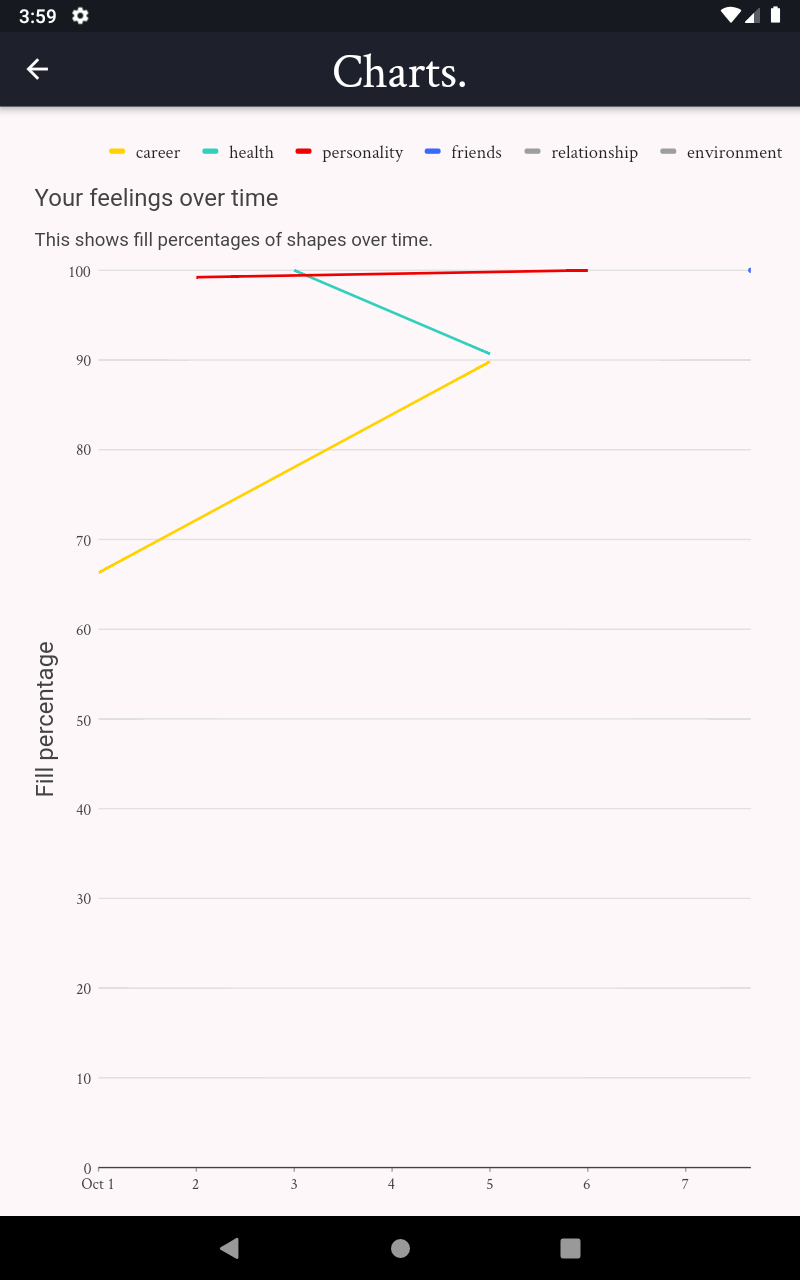 3:59
Charts.
career health personality friends relationship environment
Your feelings over time
This shows fill percentages of shapes over time.
100
90
80
70
60
50
40
30
20
10
0
Fill percentage
Oct 1 2 3 4 5 6 7